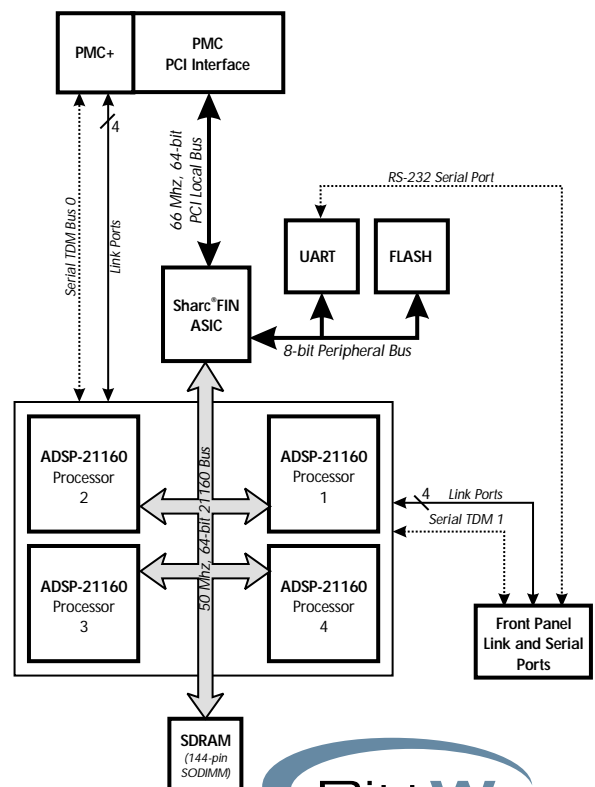 PMC+
PMC
PCI Interface
4
Serial TDM Bus 0
Link Ports
66 Mhz, 64-bit
PCI Local Bus
RS-232 Serial Port
UART
FLASH
Sharc®FIN
ASIC
8-bit Peripheral Bus
ADSP-21160
Processor
2
ADSP-21160
Processor
1
50 Mhz, 64-bit 21160 Bus
4
Link Ports
Serial TDM 1
ADSP-21160
Processor
3
ADSP-21160
Processor
4
Front Panel
Link and Serial
Ports
SDRAM
(144-pin
SODIMM)